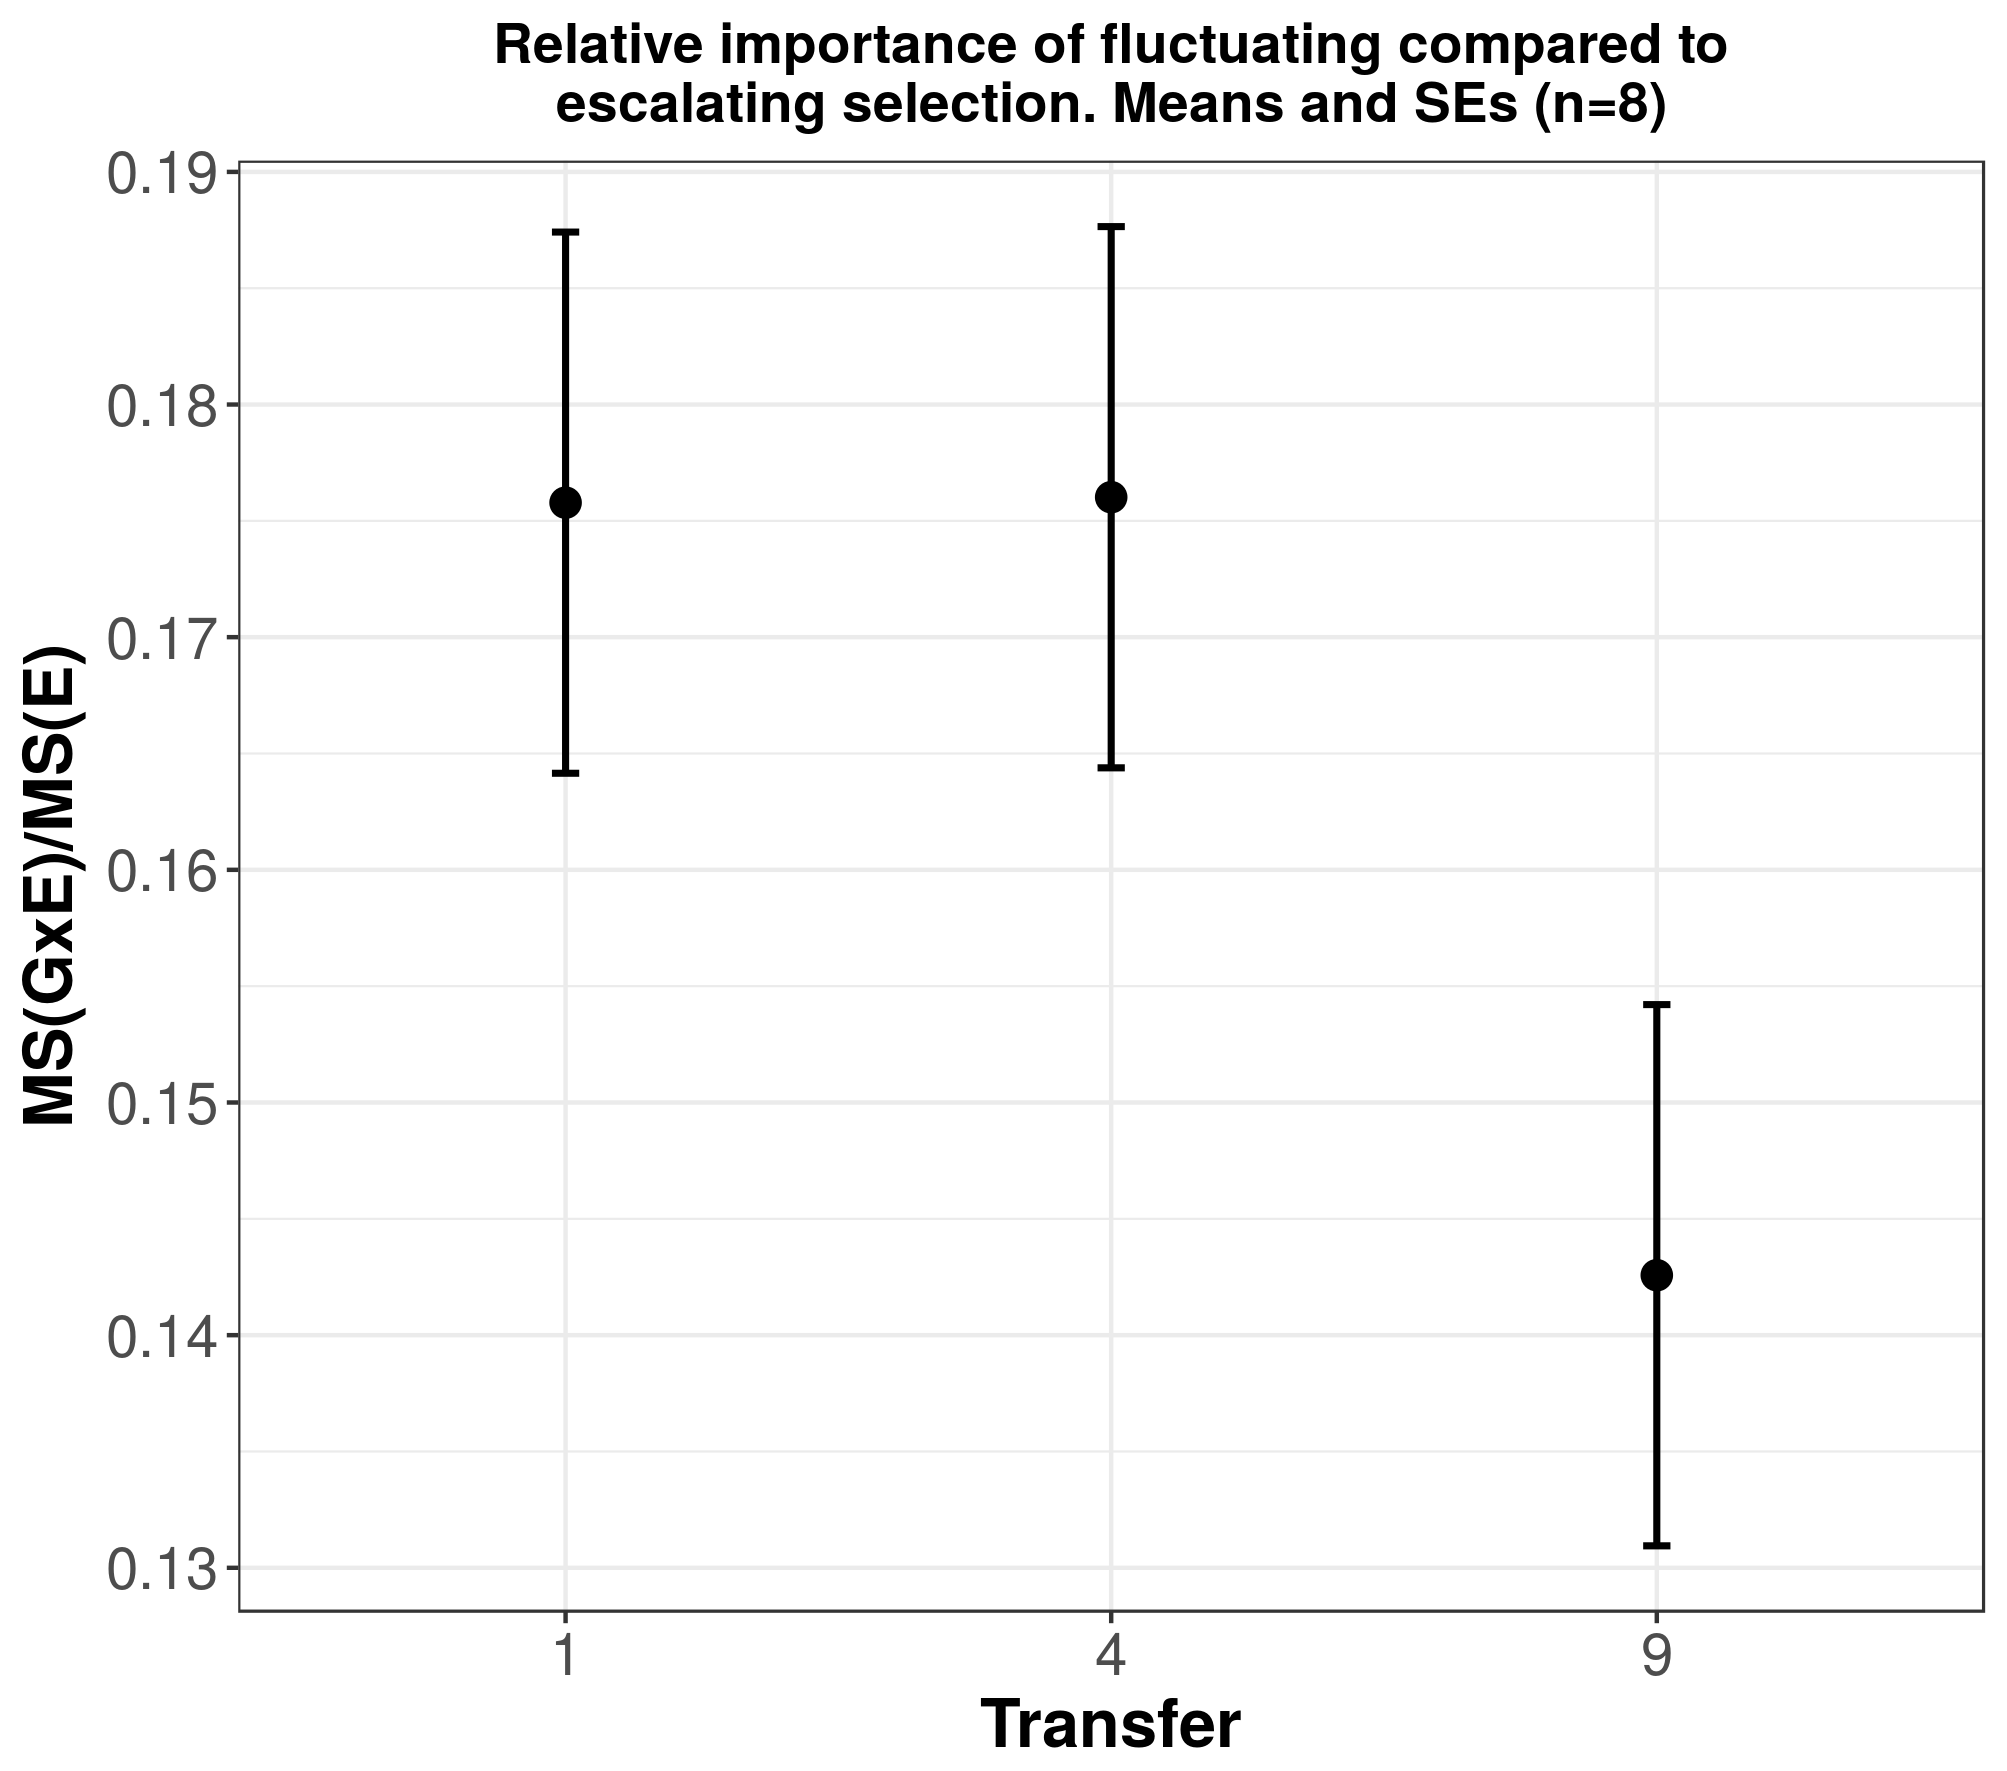 Relative importance of fluctuating compared to
escalating selection. Means and SEs (n=8)
MS(GxE)/MS(E)
0.19
0.18
0.17
0.16
0.15
0.14
0.13
1
4
9
Transfer